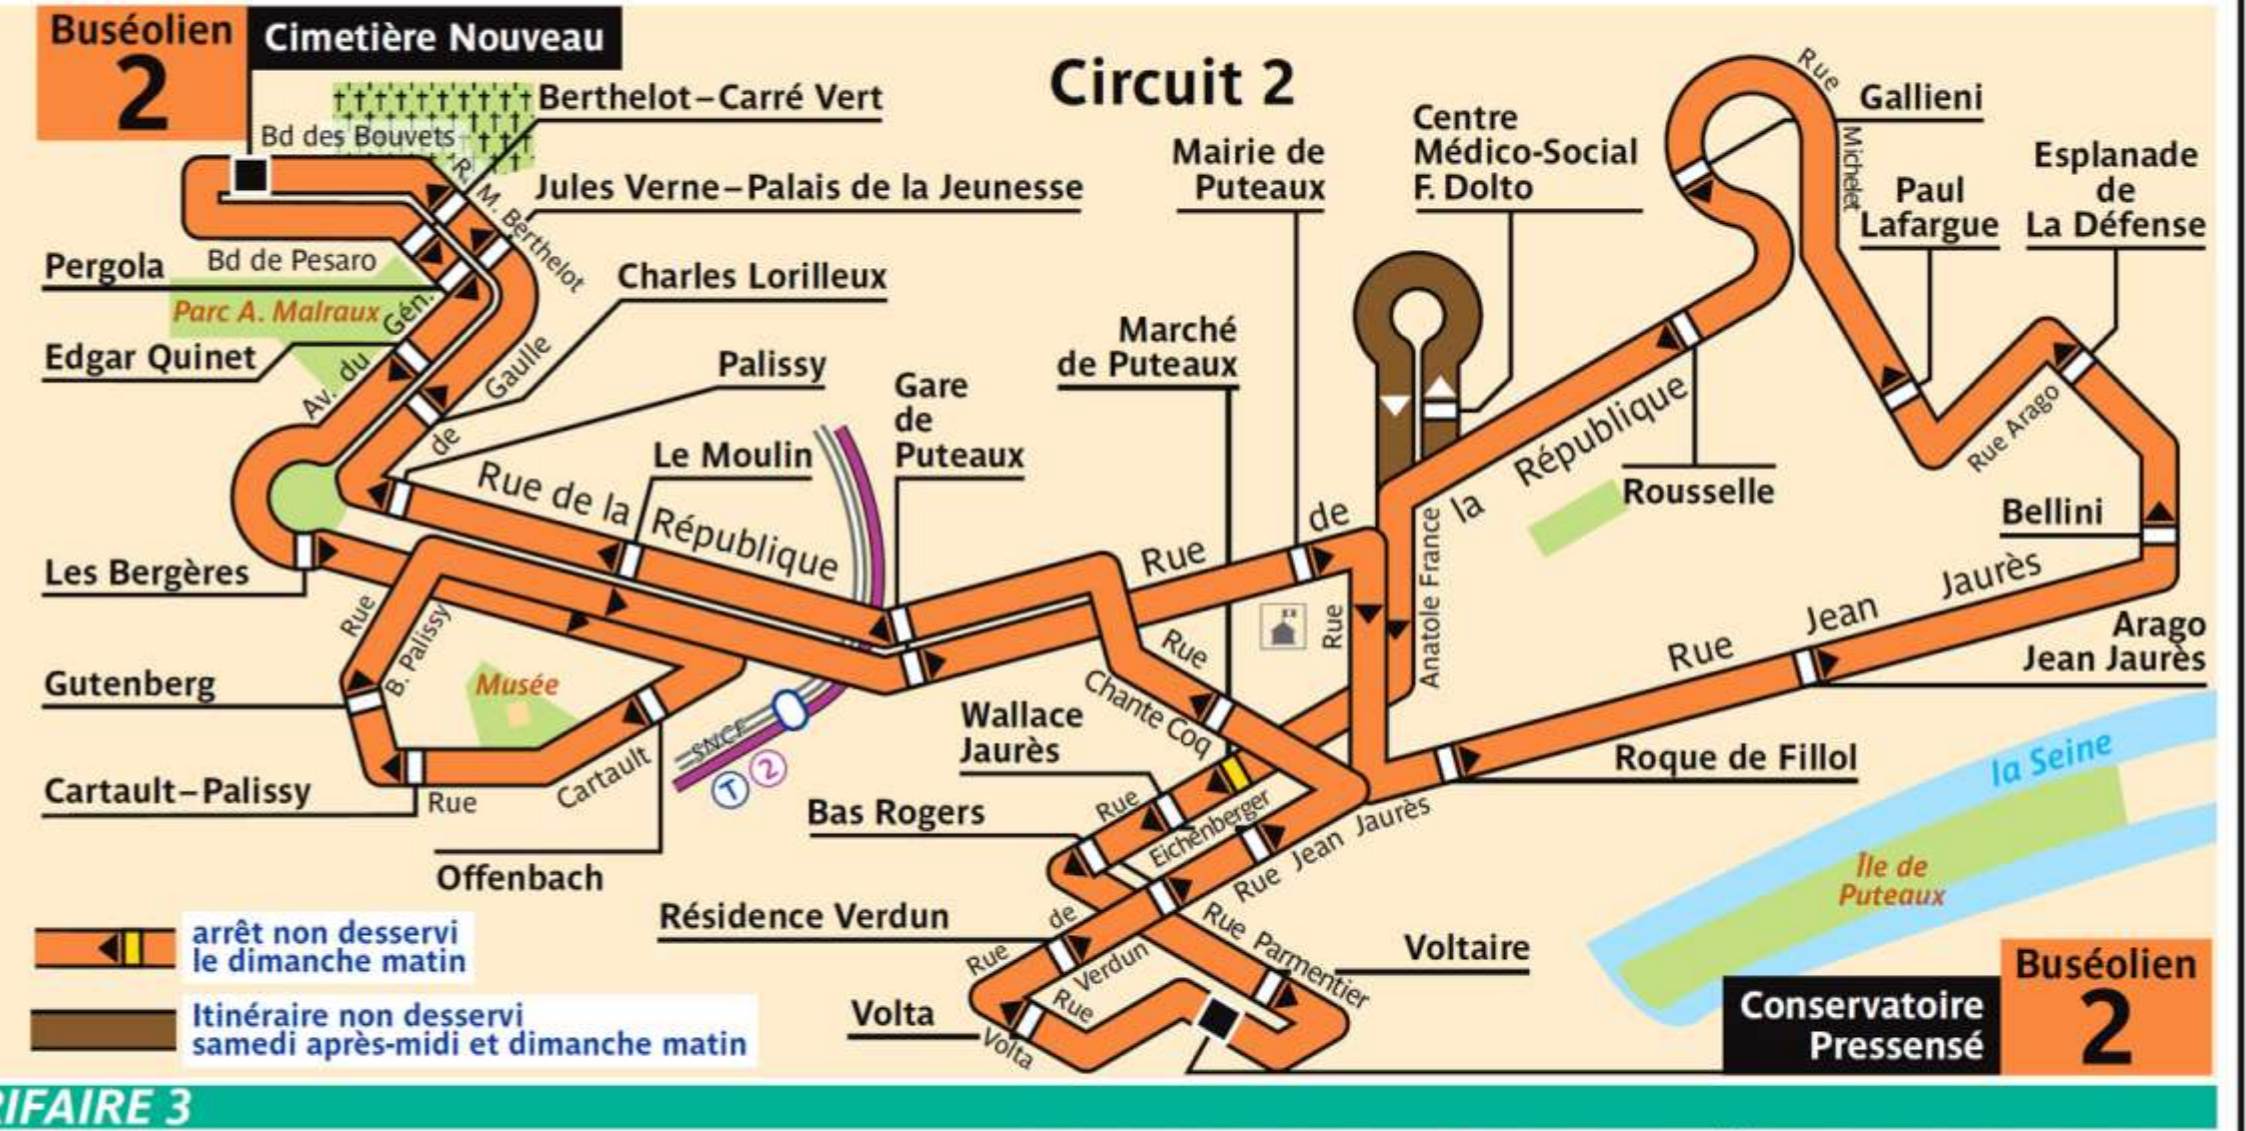 Buséolien
2
Cimetière Nouveau
Circuit 2
Berthelot–Carré Vert
Bd des Bouvets
R. M. Berthelot
Jules Verne–Palais de la Jeunesse
Pergola
Bd de Pesaro
Parc A. Malraux
Edgar Quinet
Av. du Gén. de Gaulle
Charles Lorilleux
Palissy
Le Moulin
Gare
de
Puteaux
Marché
de Puteaux
Mairie de
Puteaux
Centre
Médico-Social
F. Dolto
Rue Michelet
Gallieni
Paul
Lafargue
Esplanade
de
La Défense
Rue Arago
Rue de la République
Rue de la République
Rousselle
Bellini
Les Bergères
Rue B. Palissy
Gutenberg
Musée
Cartault–Palissy
Rue Cartault
Offenbach
SNCF
T 2
Rue Chante Coq
Rue Anatole France
Rue Jean Jaurès
Arago
Jean Jaurès
Roque de Fillol
Wallace
Jaurès
Bas Rogers
Rue Eichenberger
Rue Jean Jaurès
Résidence Verdun
Rue de Verdun
Rue Parmentier
Voltaire
Volta
Rue Volta
la Seine
Île de
Puteaux
Conservatoire
Pressensé
Buséolien
2
arrêt non desservi
le dimanche matin
Itinéraire non desservi
samedi après-midi et dimanche matin
RIFAIRE 3